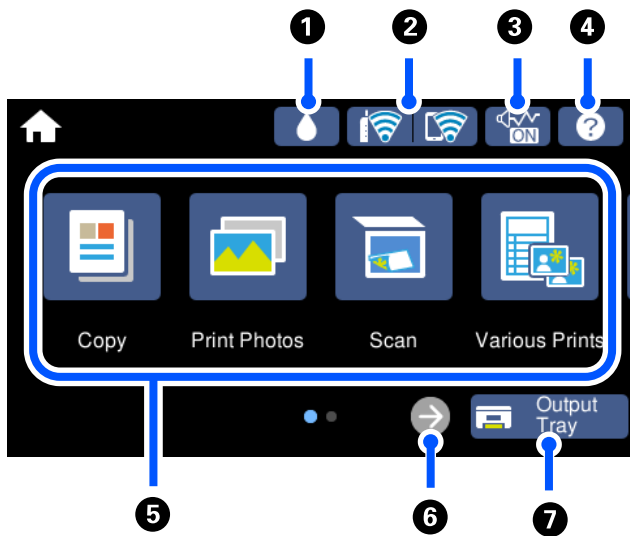 1 2 3 4
ON ?
Copy Print Photos Scan Various Prints
Output
Tray
5 6 7